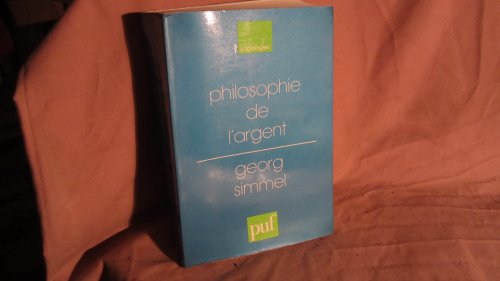 sociologies
philosophie
de
l'argent
georg
simmel
puf